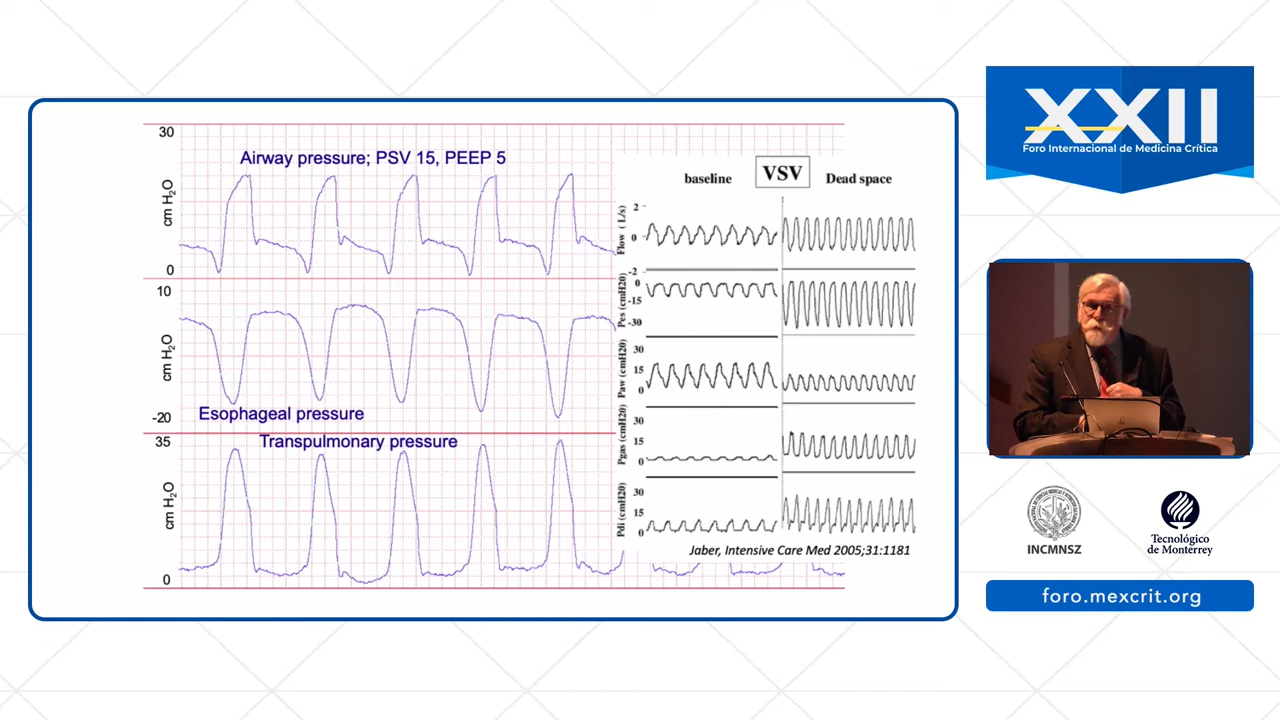 30
Airway pressure; PSV 15, PEEP 5
cm H2O
0
10
cm H2O
-20
Esophageal pressure
35
Transpulmonary pressure
cm H2O
0
baseline
VSV
Dead space
Flow (L/s)
2
0
-2
Pes (cmH20)
0
-15
-30
Paw (cmH20)
30
15
0
Pgas (cmH20)
30
15
0
Pdi (cmH20)
30
15
0
Jaber, Intensive Care Med 2005;31:1181
XXII
Foro Internacional de Medicina Crítica
INCMNSZ
Tecnológico
de Monterrey
foro.mexcrit.org